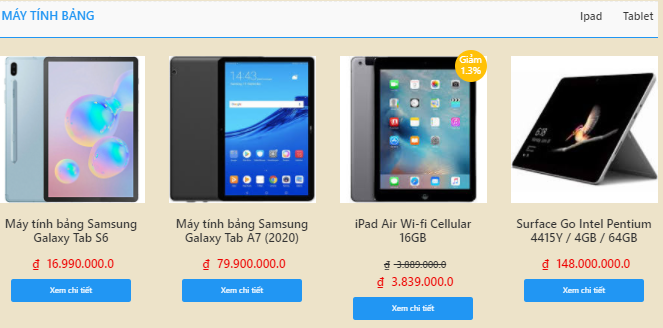 MÁY TÍNH BẢNG
Ipad Tablet
Giảm
1.3%
Máy tính bảng Samsung
Galaxy Tab S6
₫ 16.990.000.0
Xem chi tiết
Máy tính bảng Samsung
Galaxy Tab A7 (2020)
₫ 79.900.000.0
Xem chi tiết
iPad Air Wi-fi Cellular
16GB
₫ 3.889.000.0
₫ 3.839.000.0
Xem chi tiết
Surface Go Intel Pentium
4415Y / 4GB / 64GB
₫ 148.000.000.0
Xem chi tiết